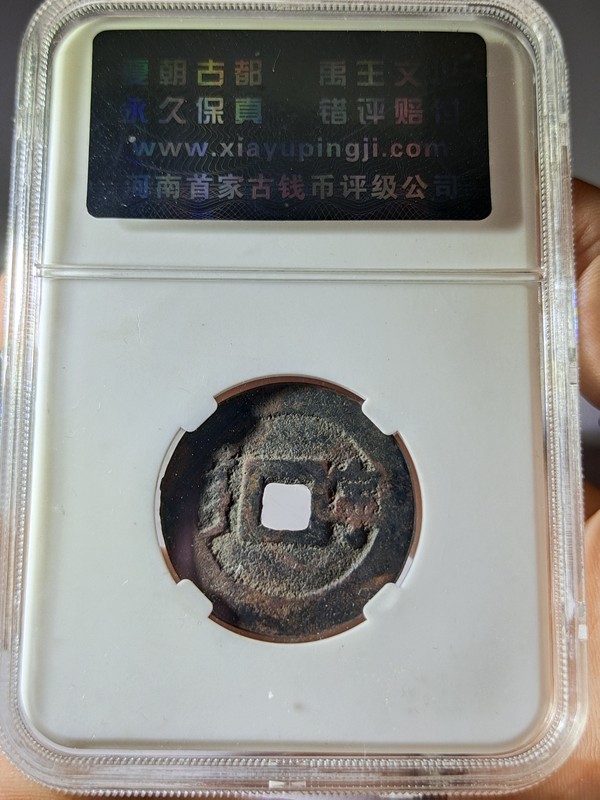 夏朝古都 禹王文化
永久保真 错评赔付
www.xiayupingji.com
河南首家古钱币评级公司